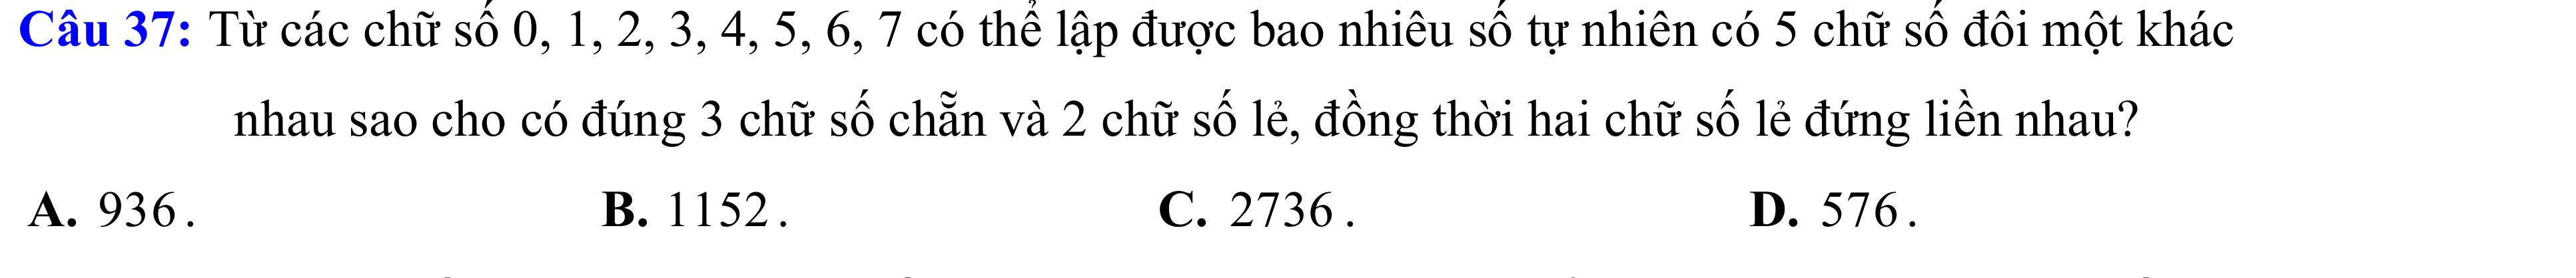 Câu 37: Từ các chữ số 0, 1, 2, 3, 4, 5, 6, 7 có thể lập được bao nhiêu số tự nhiên có 5 chữ số đôi một khác
nhau sao cho có đúng 3 chữ số chẵn và 2 chữ số lẻ, đồng thời hai chữ số lẻ đứng liền nhau?
A. 936. B. 1152. C. 2736. D. 576.